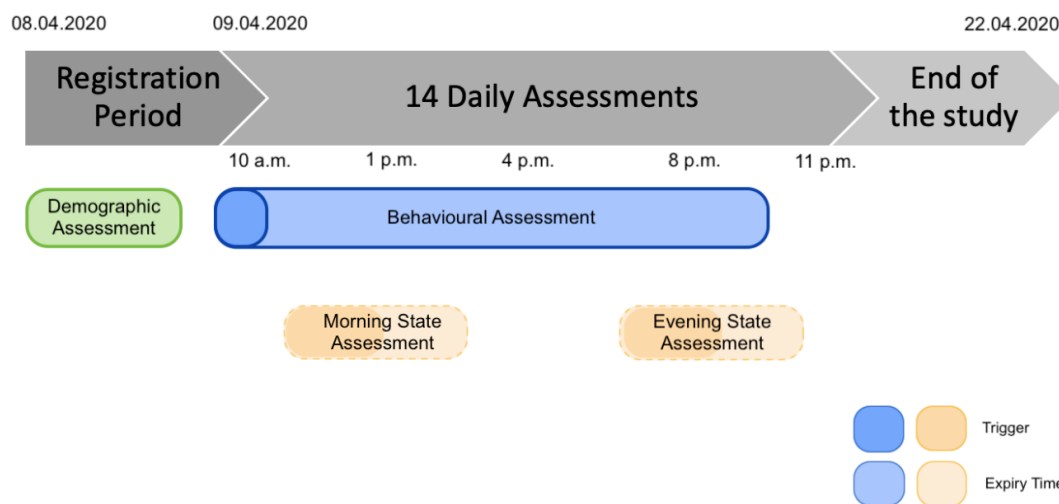 08.04.2020 09.04.2020 22.04.2020
Registration
Period
14 Daily Assessments
End of
the study
10 a.m. 1 p.m. 4 p.m. 8 p.m. 11 p.m.
Demographic
Assessment
Behavioural Assessment
Morning State
Assessment
Evening State
Assessment
Trigger
Expiry Time